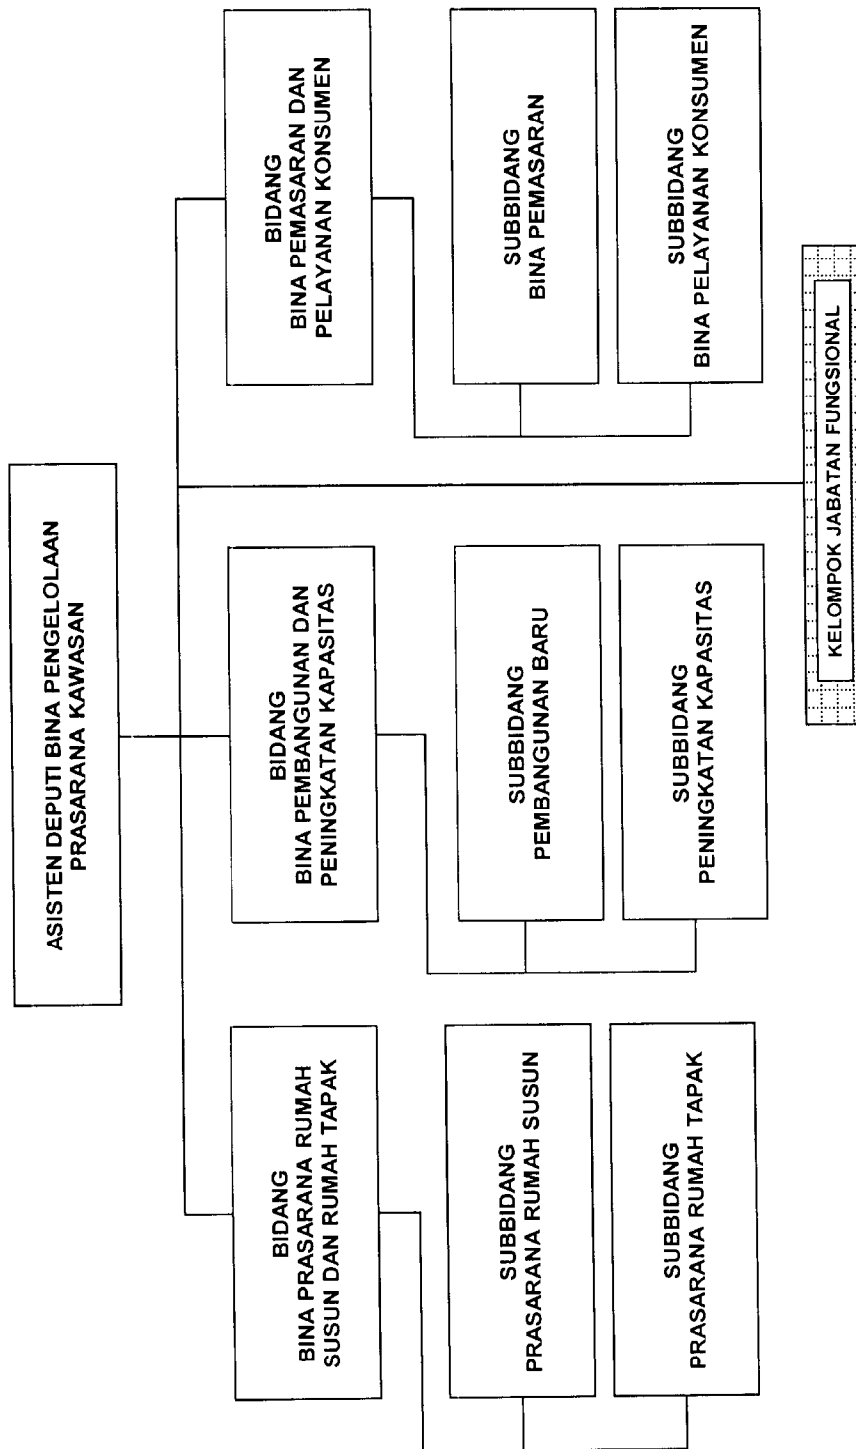 ASISTEN DEPUTI BINA PENGELOLAAN
PRASARANA KAWASAN
BIDANG
BINA PRASARANA RUMAH
SUSUN DAN RUMAH TAPAK
BIDANG
BINA PEMBANGUNAN DAN
PENINGKATAN KAPASITAS
BIDANG
BINA PEMASARAN DAN
PELAYANAN KONSUMEN
SUBBIDANG
PRASARANA RUMAH SUSUN
SUBBIDANG
PEMBANGUNAN BARU
SUBBIDANG
BINA PEMASARAN
SUBBIDANG
PRASARANA RUMAH TAPAK
SUBBIDANG
PENINGKATAN KAPASITAS
SUBBIDANG
BINA PELAYANAN KONSUMEN
KELOMPOK JABATAN FUNGSIONAL